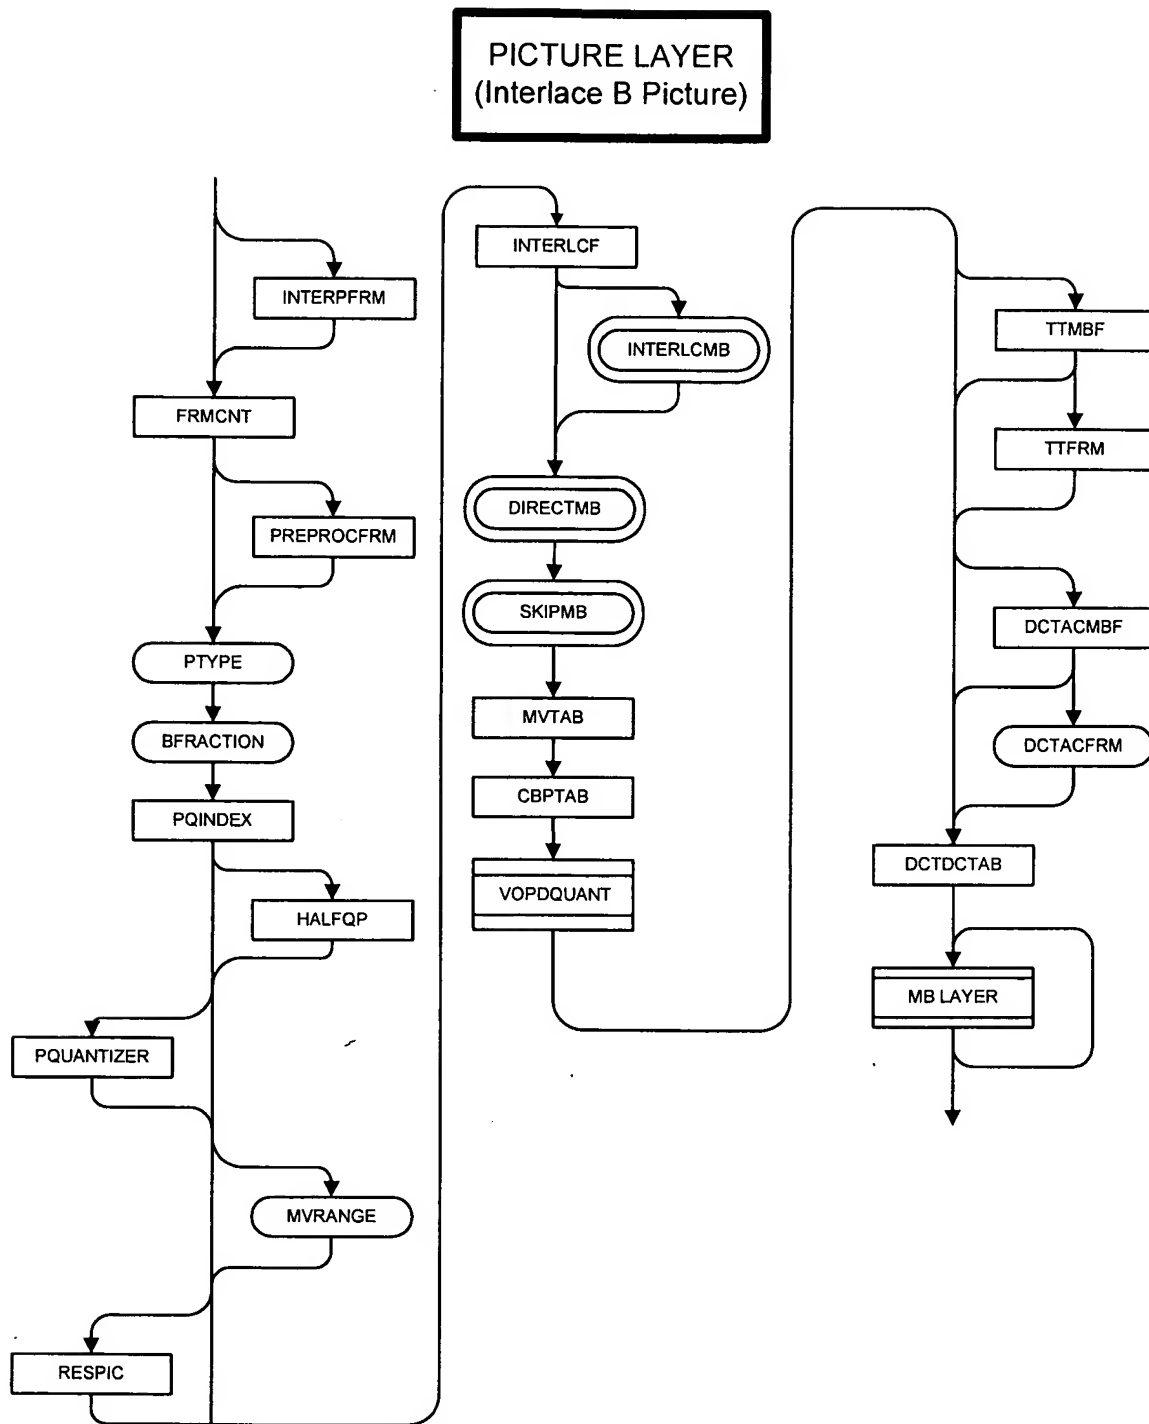 PICTURE LAYER
(Interlace B Picture)
INTERPFRM
FRMCNT
PREPROCFRM
PTYPE
BFRACTION
PQINDEX
HALFQP
PQUANTIZER
MVRANGE
RESPIC
INTERLCF
INTERLCMB
DIRECTMB
SKIPMB
MVTAB
CBPTAB
VOPDQUANT
TTMBF
TTFRM
DCTACMBF
DCTACFRM
DCTDCTAB
MB LAYER